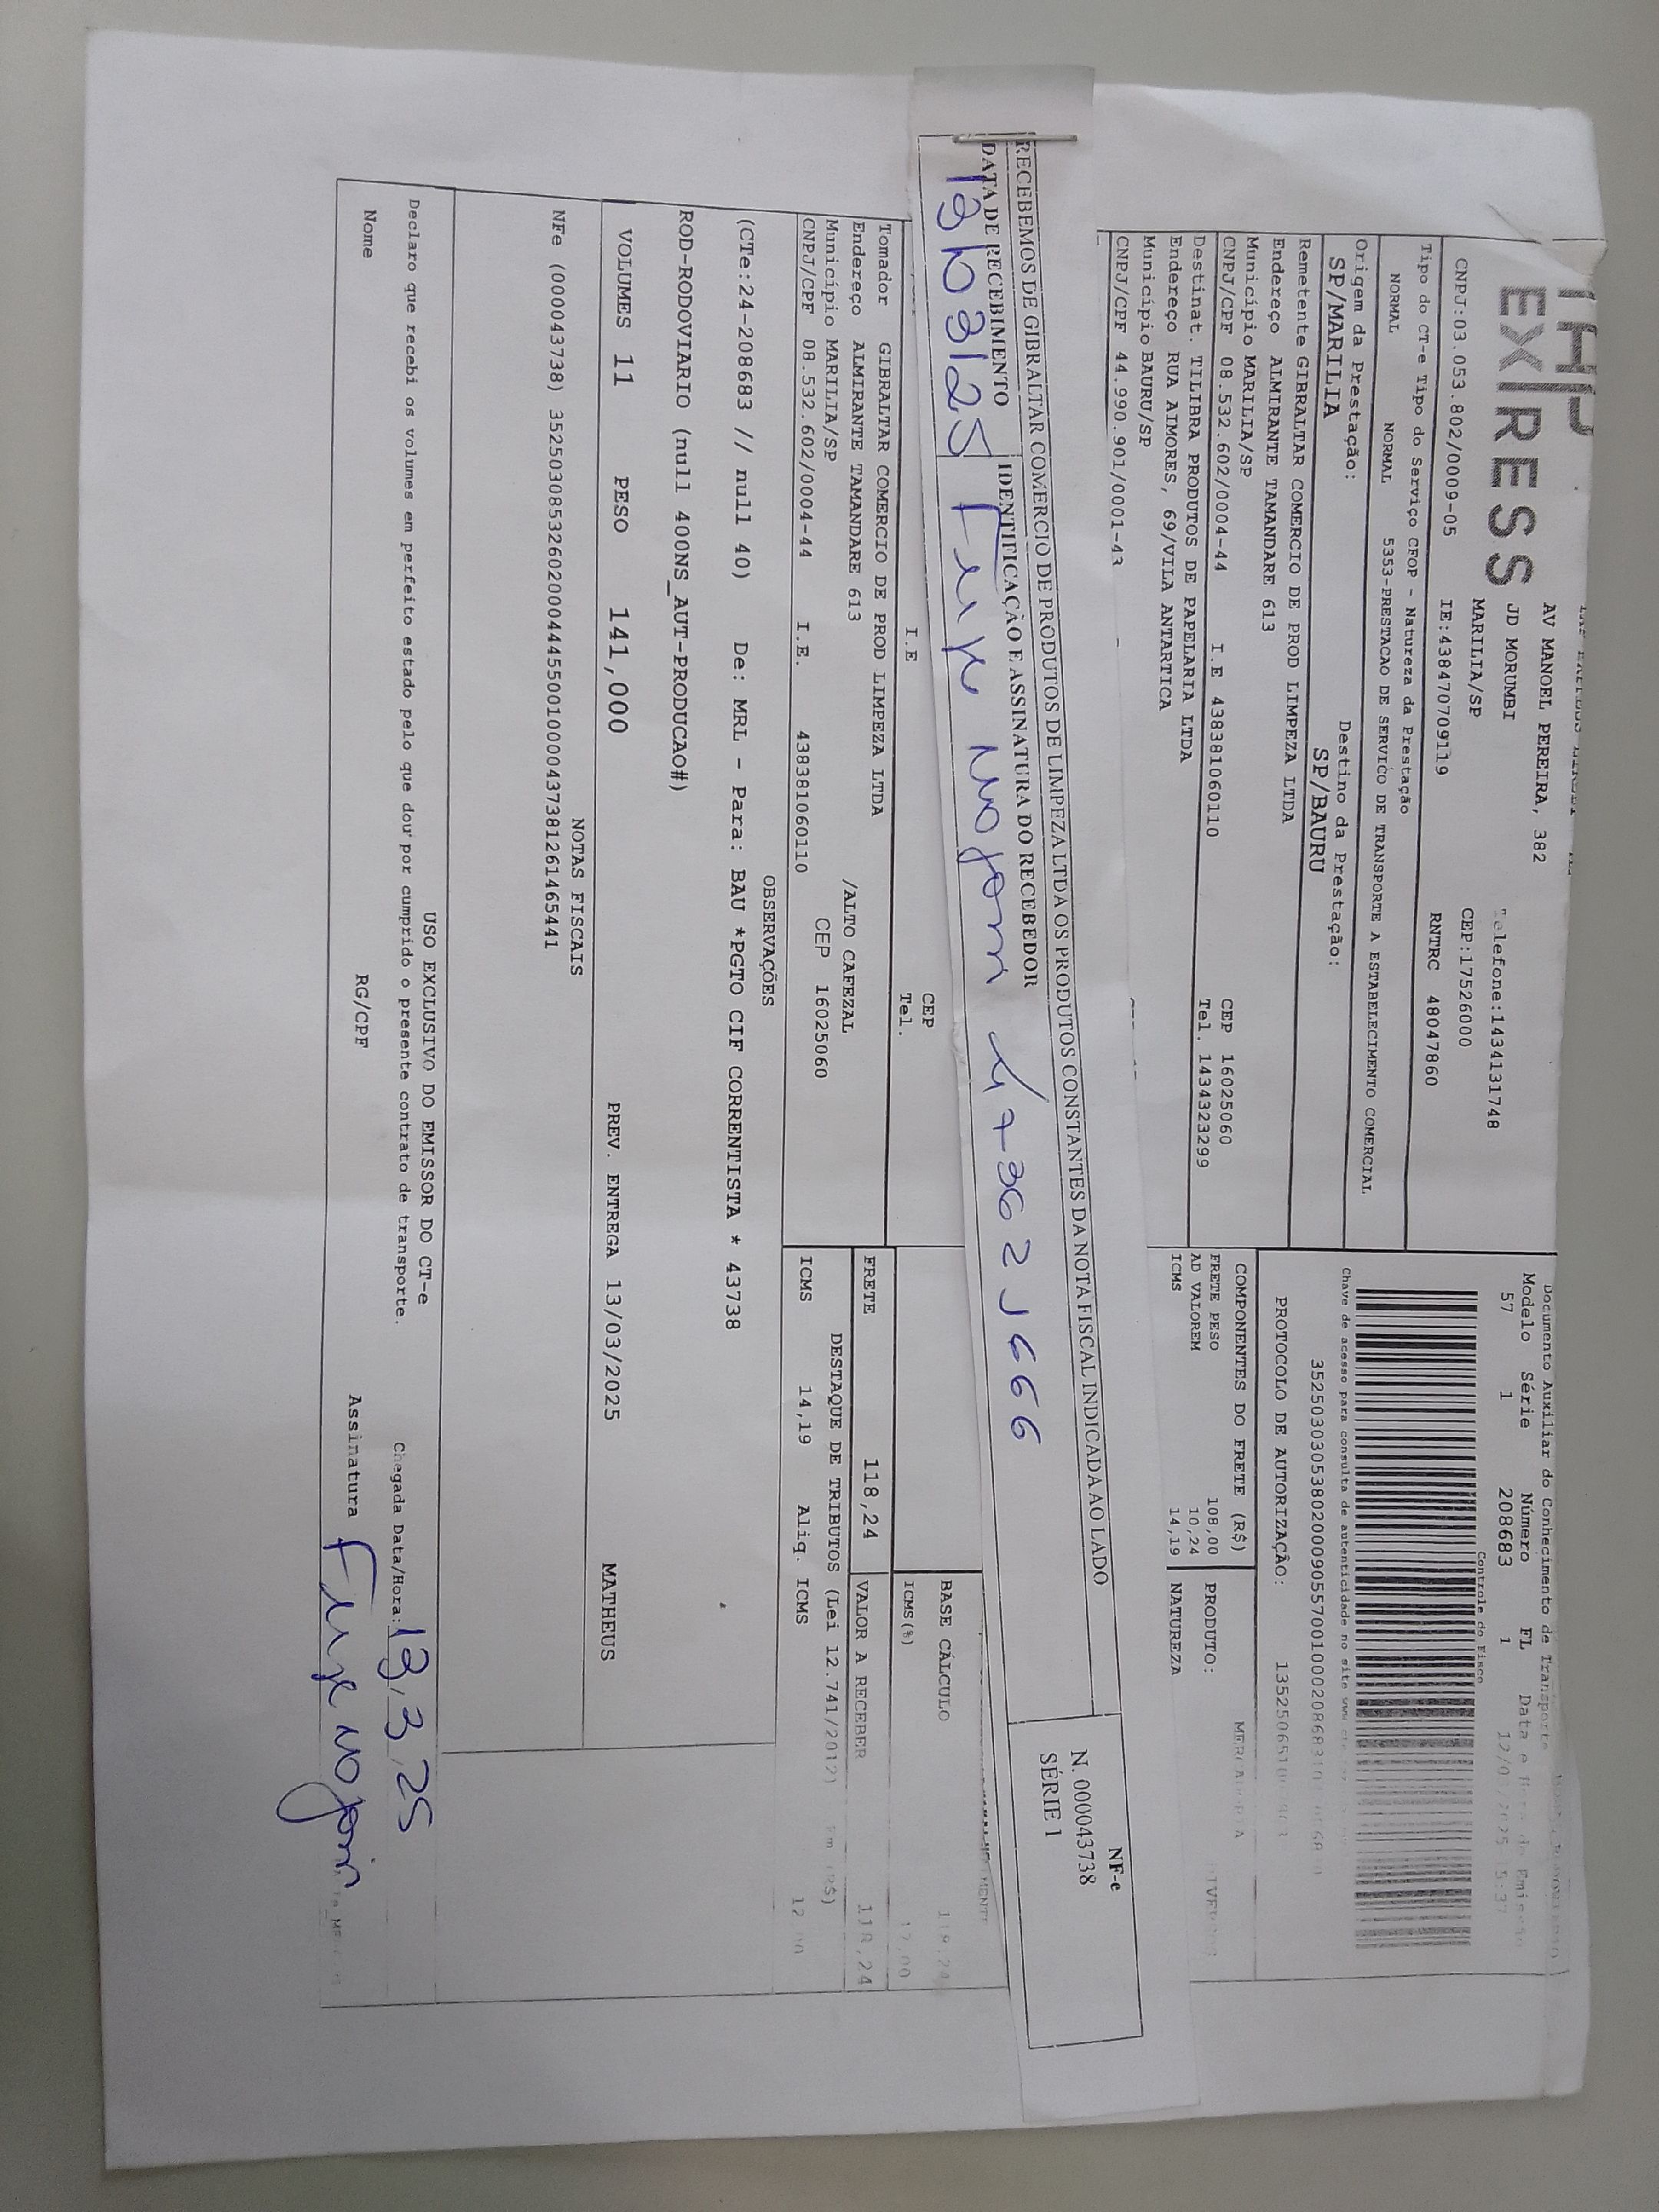 EX/RESS
AV MANOEL PEREIRA, 382
JD MORUMBI
MARILIA/SP
Telefone:1434131748
CEP:17526000
CNPJ:03.053.802/0009-05 IE:438470709119 RNTRC 48047860
Tipo do CT-e Tipo do Serviço CFOP - Natureza da Prestação
NORMAL NORMAL 5353-PRESTACAO DE SERVICO DE TRANSPORTE A ESTABELECIMENTO COMERCIAL
Origem da Prestação: Destino da Prestação:
SP/MARILIA SP/BAURU
Remetente GIBRALTAR COMERCIO DE PROD LIMPEZA LTDA
Endereço ALMIRANTE TAMANDARE 613
Município MARILIA/SP CEP 16025060
CNPJ/CPF 08.532.602/0004-44 I.E 438381060110 Tel. 1434323299
Destinat. TILIBRA PRODUTOS DE PAPELARIA LTDA
Endereço RUA AIMORES, 69/VILA ANTARTICA
Município BAURU/SP
CNPJ/CPF 44.990.901/0001-43
Documento Auxiliar do Conhecimento de Transporte
Modelo Série Número FL Data e Hora de Emissão
57 1 208683 1
Controle do Fisco
Chave de acesso para consulta de autenticidade no site
PROTOCOLO DE AUTORIZAÇÃO:
COMPONENTES DO FRETE (R$)
FRETE PESO 108,00
AD VALOREM 10,24
ICMS 14,19
PRODUTO:
NATUREZA
RECEBEMOS DE GIBRALTAR COMERCIO DE PRODUTOS DE LIMPEZA LTDA OS PRODUTOS CONSTANTES DA NOTA FISCAL INDICADA AO LADO
DATA DE RECEBIMENTO IDENTIFICAÇÃO E ASSINATURA DO RECEBEDOR
13/03/25
NF-e
N. 000043738
SÉRIE 1
I.E CEP
Tel.
Tomador GIBRALTAR COMERCIO DE PROD LIMPEZA LTDA
Endereço ALMIRANTE TAMANDARE 613 /ALTO CAFEZAL
Município MARILIA/SP CEP 16025060
CNPJ/CPF 08.532.602/0004-44 I.E. 438381060110
BASE CÁLCULO
ICMS(%)
FRETE 118,24 VALOR A RECEBER 118,24
DESTAQUE DE TRIBUTOS (Lei 12.741/2012)
ICMS 14,19 Aliq. ICMS
OBSERVAÇÕES
(CTe:24-208683 // null 40) De: MRL - Para: BAU *PGTO CIF CORRENTISTA * 43738
ROD-RODOVIARIO (null 400NS_AUT-PRODUCAO#)
VOLUMES 11 PESO 141,000 PREV. ENTREGA 13/03/2025 MATHEUS
NOTAS FISCAIS
NFe (000043738) 35250308532602000444550010000437381261465441
USO EXCLUSIVO DO EMISSOR DO CT-e
Declaro que recebi os volumes em perfeito estado pelo que dou por cumprido o presente contrato de transporte. Chegada Data/Hora: 13,3,25
Nome RG/CPF Assinatura